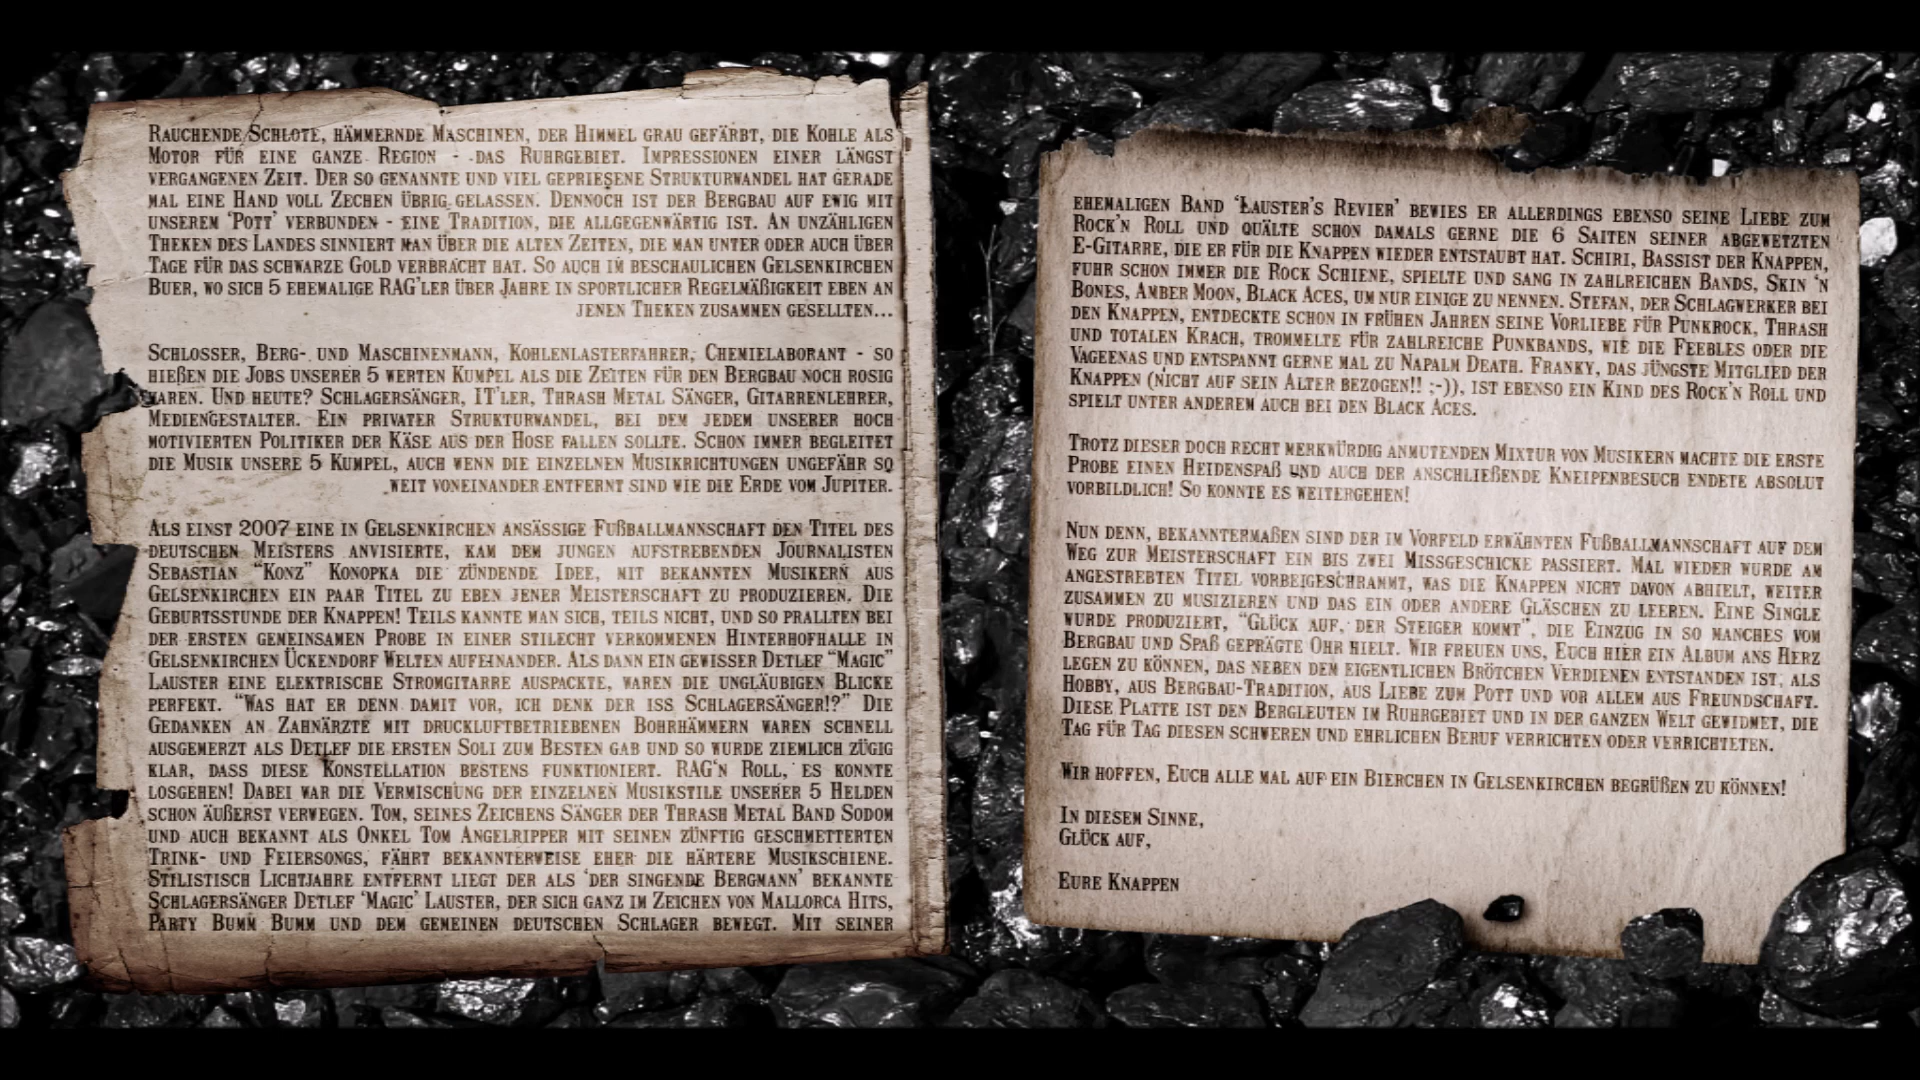 Rauchende Schlote, hämmernde Maschinen, der Himmel grau gefärbt, die Kohle als
Motor für eine ganze Region - das Ruhrgebiet. Impressionen einer längst
vergangenen Zeit. Der so genannte und viel gepriesene Strukturwandel hat gerade
mal eine Hand voll Zechen übrig gelassen. Dennoch ist der Bergbau auf ewig mit
unserem ‘Pott’ verbunden - eine Tradition, die allgegenwärtig ist. An unzähligen
Theken des Landes sinniert man über die alten Zeiten, die man unter oder auch über
Tage für das schwarze Gold verbracht hat. So auch im beschaulichen Gelsenkirchen
Buer, wo sich 5 ehemalige RAG'ler über Jahre in sportlicher Regelmäßigkeit eben an
jenen Theken zusammen gesellten...
Schlosser, Berg- und Maschinenmann, Kohlenlasterfahrer, Chemielaborant - so
hießen die Jobs unserer 5 werten Kumpel als die Zeiten für den Bergbau noch rosig
waren. Und heute? Schlagersänger, IT'ler, Thrash Metal Sänger, Gitarrenlehrer,
Mediengestalter. Ein privater Strukturwandel, bei dem jedem unserer hoch
motivierten Politiker der Käse aus der Hose fallen sollte. Schon immer begleitet
die Musik unsere 5 Kumpel, auch wenn die einzelnen Musikrichtungen ungefähr so
weit voneinander entfernt sind wie die Erde vom Jupiter.
Als einst 2007 eine in Gelsenkirchen ansässige Fußballmannschaft den Titel des
deutschen Meisters anvisierte, kam dem jungen aufstrebenden Journalisten
Sebastian “Konz” Konopka die zündende Idee, mit bekannten Musikern aus
Gelsenkirchen ein paar Titel zu eben jener Meisterschaft zu produzieren. Die
Geburtsstunde der Knappen! Teils kannte man sich, teils nicht, und so prallten bei
der ersten gemeinsamen Probe in einer stilecht verkommenen Hinterhofhalle in
Gelsenkirchen Ückendorf Welten aufeinander. Als dann ein gewisser Detlef “Magic”
Lauster eine elektrische Stromgitarre auspackte, waren die ungläubigen Blicke
perfekt. “Was hat er denn damit vor, ich denk der iss Schlagersänger!?” Die
Gedanken an Zahnärzte mit druckluftbetriebenen Bohrhämmern waren schnell
ausgemerzt als Detlef die ersten Soli zum Besten gab und so wurde ziemlich zügig
klar, dass diese Konstellation bestens funktioniert. RAG‘n Roll, es konnte
losgehen! Dabei war die Vermischung der einzelnen Musikstile unserer 5 Helden
schon äußerst verwegen. Tom, seines Zeichens Sänger der Thrash Metal Band Sodom
und auch bekannt als Onkel Tom Angelripper mit seinen zünftig geschmetterten
Trink- und Feiersongs, fährt bekannterweise eher die härtere Musikschiene.
Stilistisch Lichtjahre entfernt liegt der als ‘der singende Bergmann’ bekannte
Schlagersänger Detlef ‘Magic’ Lauster, der sich ganz im Zeichen von Mallorca Hits,
Party Bumm Bumm und dem gemeinen deutschen Schlager bewegt. Mit seiner
ehemaligen Band ‘Lauster's Revier’ bewies er allerdings ebenso seine Liebe zum
Rock'n Roll und quälte schon damals gerne die 6 Saiten seiner abgewetzten
E-Gitarre, die er für die Knappen wieder entstaubt hat. Schiri, Bassist der Knappen,
fuhr schon immer die Rock Schiene, spielte und sang in zahlreichen Bands, Skin ‘n
Bones, Amber Moon, Black Aces, um nur einige zu nennen. Stefan, der Schlagwerker bei
den Knappen, entdeckte schon in frühen Jahren seine Vorliebe für Punkrock, Thrash
und totalen Krach, trommelte für zahlreiche Punkbands, wie die Feebles oder die
Vageenas und entspannt gerne mal zu Napalm Death. Franky, das jüngste Mitglied der
Knappen (nicht auf sein Alter bezogen!! ;-)), ist ebenso ein Kind des Rock'n Roll und
spielt unter anderem auch bei den Black Aces.
Trotz dieser doch recht merkwürdig anmutenden Mixtur von Musikern machte die erste
Probe einen Heidenspaß und auch der anschließende Kneipenbesuch endete absolut
vorbildlich! So konnte es weitergehen!
Nun denn, bekanntermaßen sind der im Vorfeld erwähnten Fußballmannschaft auf dem
Weg zur Meisterschaft ein bis zwei Missgeschicke passiert. Mal wieder wurde am
angestrebten Titel vorbeigeschrammt, was die Knappen nicht davon abhielt, weiter
zusammen zu musizieren und das ein oder andere Gläschen zu leeren. Eine Single
wurde produziert, “Glück auf, der Steiger kommt”, die Einzug in so manches vom
Bergbau und Spaß geprägte Ohr hielt. Wir freuen uns, Euch hier ein Album ans Herz
legen zu können, das neben dem eigentlichen Brötchen Verdienen entstanden ist, als
Hobby, aus Bergbau-Tradition, aus Liebe zum Pott und vor allem aus Freundschaft.
Diese Platte ist den Bergleuten im Ruhrgebiet und in der ganzen Welt gewidmet, die
Tag für Tag diesen schweren und ehrlichen Beruf verrichten oder verrichteten.
Wir hoffen, Euch alle mal auf ein Bierchen in Gelsenkirchen begrüßen zu können!
In diesem Sinne,
Glück auf,
Eure Knappen